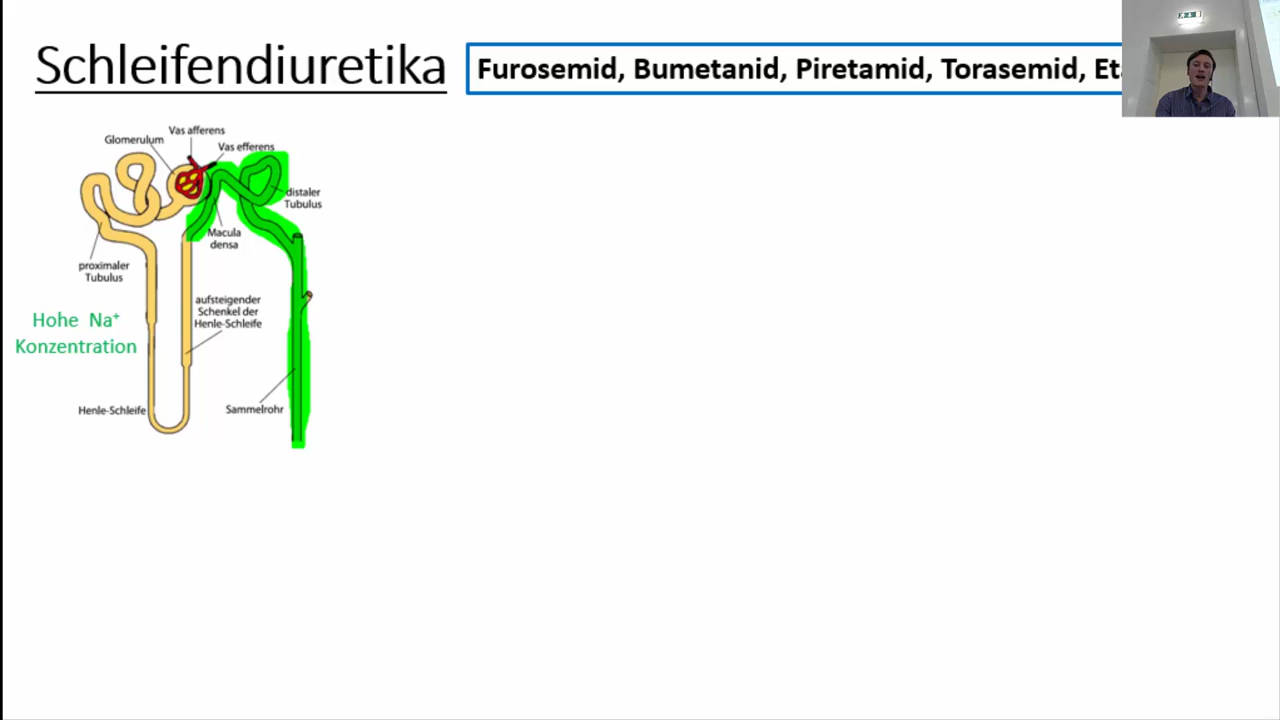 Schleifendiuretika
Furosemid, Bumetanid, Piretamid, Torasemid,
Vas afferens
Glomerulum
Vas efferens
distaler
Tubulus
Macula
densa
proximaler
Tubulus
aufsteigender
Schenkel der
Henle-Schleife
Hohe Na⁺
Konzentration
Henle-Schleife
Sammelrohr